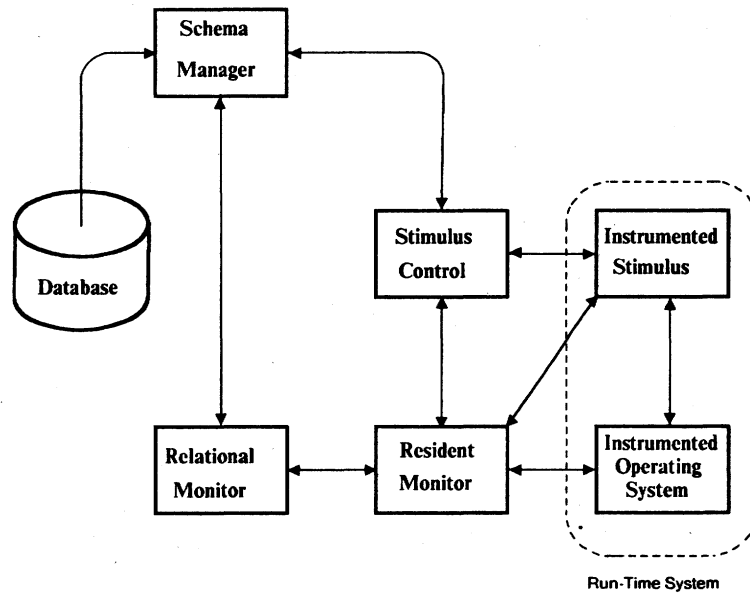 Schema
Manager
Stimulus
Control
Instrumented
Stimulus
Database
Relational
Monitor
Resident
Monitor
Instrumented
Operating
System
Run-Time System